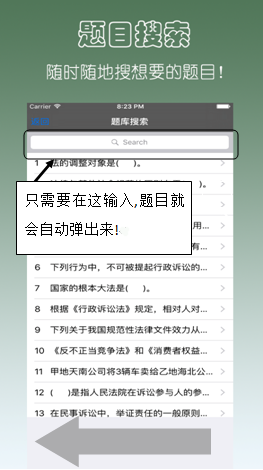 题目搜索
随时随地搜想要的题目!
Carrier 8:23 PM
题库搜索
Search
1 法的调整对象是( )。
)。
只需要在这输入,题目就
会自动弹出来!
用...
6 下列行为中，不可被提起行政诉讼的...
7 国家的根本大法是( )。
8 根据《行政诉讼法》规定，相对人对...
9 下列关于我国规范性法律文件效力从...
10 《反不正当竞争法》和《消费者权益...
11 甲地天南公司将3辆车卖给乙地海北公...
12 ( )是指人民法院在诉讼参与人的参...
13 在民事诉讼中，举证责任的一般原则...